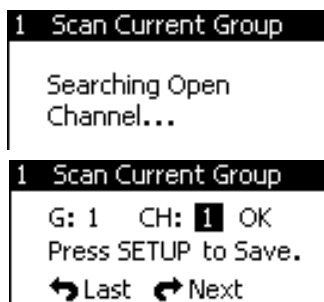 1 Scan Current Group
Searching Open
Channel...
1 Scan Current Group
G: 1 CH: 1 OK
Press SETUP to Save.
Last Next